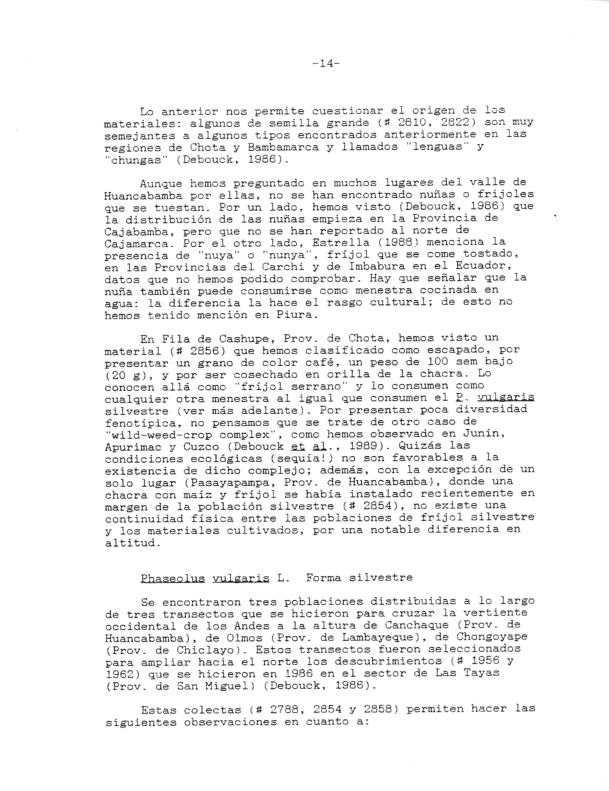 -14-
Lo anterior nos permite cuestionar el origen de los
materiales: algunos de semilla grande (# 2810, 2822) son muy
semejantes a algunos tipos encontrados anteriormente en las
regiones de Chota y Bambamarca y llamados "lenguas" y
"chungas" (Debouck, 1986).
Aunque hemos preguntado en muchos lugares del valle de
Huancabamba por ellas, no se han encontrado nuñas o frijoles
que se tuestan. Por un lado, hemos visto (Debouck, 1986) que
la distribución de las nuñas empieza en la Provincia de
Cajabamba, pero que no se han reportado al norte de
Cajamarca. Por el otro lado, Estrella (1988) menciona la
presencia de "nuya" o "nunya", fríjol que se come tostado,
en las Provincias del Carchi y de Imbabura en el Ecuador,
datos que no hemos podido comprobar. Hay que señalar que la
nuña también puede consumirse como menestra cocinada en
agua: la diferencia la hace el rasgo cultural; de esto no
hemos tenido mención en Piura.
En Fila de Cashupe, Prov. de Chota, hemos visto un
material (# 2856) que hemos clasificado como escapado, por
presentar un grano de color café, un peso de 100 sem bajo
(20 g), y por ser cosechado en orilla de la chacra. Lo
conocen allá como "fríjol serrano" y lo consumen como
cualquier otra menestra al igual que consumen el P. vulgaris
silvestre (ver más adelante). Por presentar poca diversidad
fenotípica, no pensamos que se trate de otro caso de
"wild-weed-crop complex", como hemos observado en Junín,
Apurimac y Cuzco (Debouck et al., 1989). Quizás las
condiciones ecológicas (sequía!) no son favorables a la
existencia de dicho complejo; además, con la excepción de un
solo lugar (Pasayapampa, Prov. de Huancabamba), donde una
chacra con maíz y fríjol se había instalado recientemente en
margen de la población silvestre (# 2854), no existe una
continuidad física entre las poblaciones de fríjol silvestre
y los materiales cultivados, por una notable diferencia en
altitud.
Phaseolus vulgaris L. Forma silvestre
Se encontraron tres poblaciones distribuidas a lo largo
de tres transectos que se hicieron para cruzar la vertiente
occidental de los Andes a la altura de Canchaque (Prov. de
Huancabamba), de Olmos (Prov. de Lambayeque), de Chongoyape
(Prov. de Chiclayo). Estos transectos fueron seleccionados
para ampliar hacia el norte los descubrimientos (# 1956 y
1962) que se hicieron en 1986 en el sector de Las Tayas
(Prov. de San Miguel) (Debouck, 1986).
Estas colectas (# 2788, 2854 y 2858) permiten hacer las
siguientes observaciones en cuanto a: